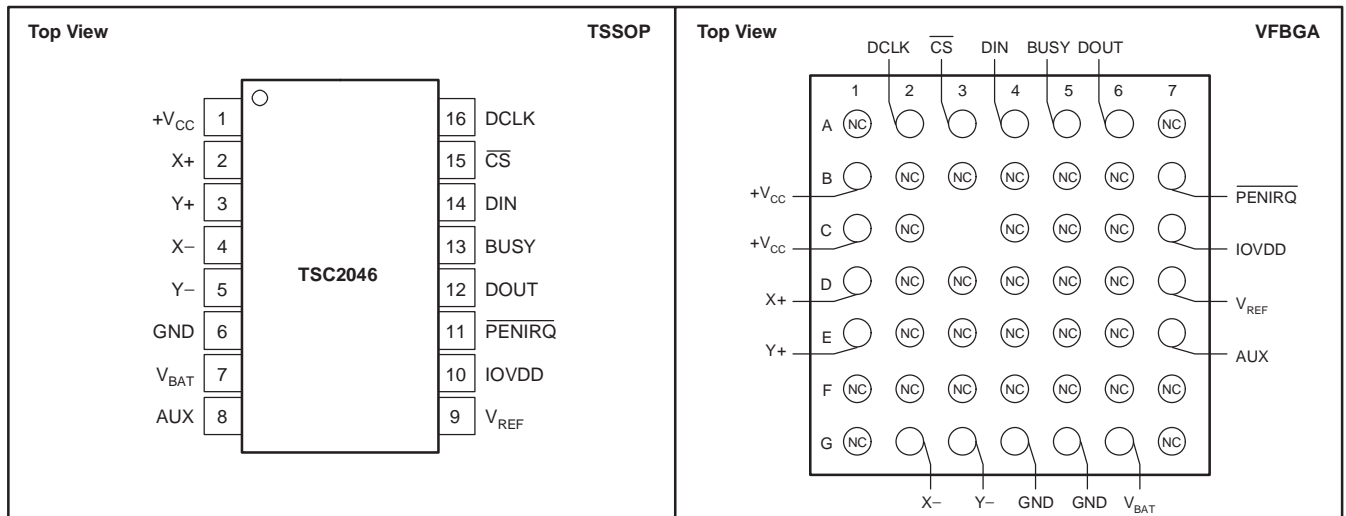 Top View TSSOP
+VCC 1 16 DCLK
X+ 2 15 CS
Y+ 3 14 DIN
X− 4 13 BUSY
TSC2046
Y− 5 12 DOUT
GND 6 11 PENIRQ
VBAT 7 10 IOVDD
AUX 8 9 VREF
Top View VFBGA
DCLK CS DIN BUSY DOUT
1 2 3 4 5 6 7
A NC NC
B NC NC NC NC NC
+VCC PENIRQ
C NC NC NC NC
+VCC IOVDD
D NC NC NC NC NC
X+ VREF
E NC NC NC NC NC
Y+ AUX
F NC NC NC NC NC NC NC
G NC NC
X− Y− GND GND VBAT